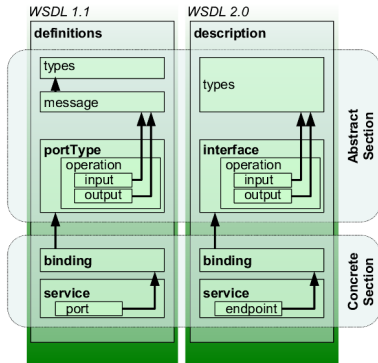 WSDL 1.1
definitions
types
message
portType
operation
input
output
binding
service
port
WSDL 2.0
description
types
interface
operation
input
output
binding
service
endpoint
Abstract
Section
Concrete
Section